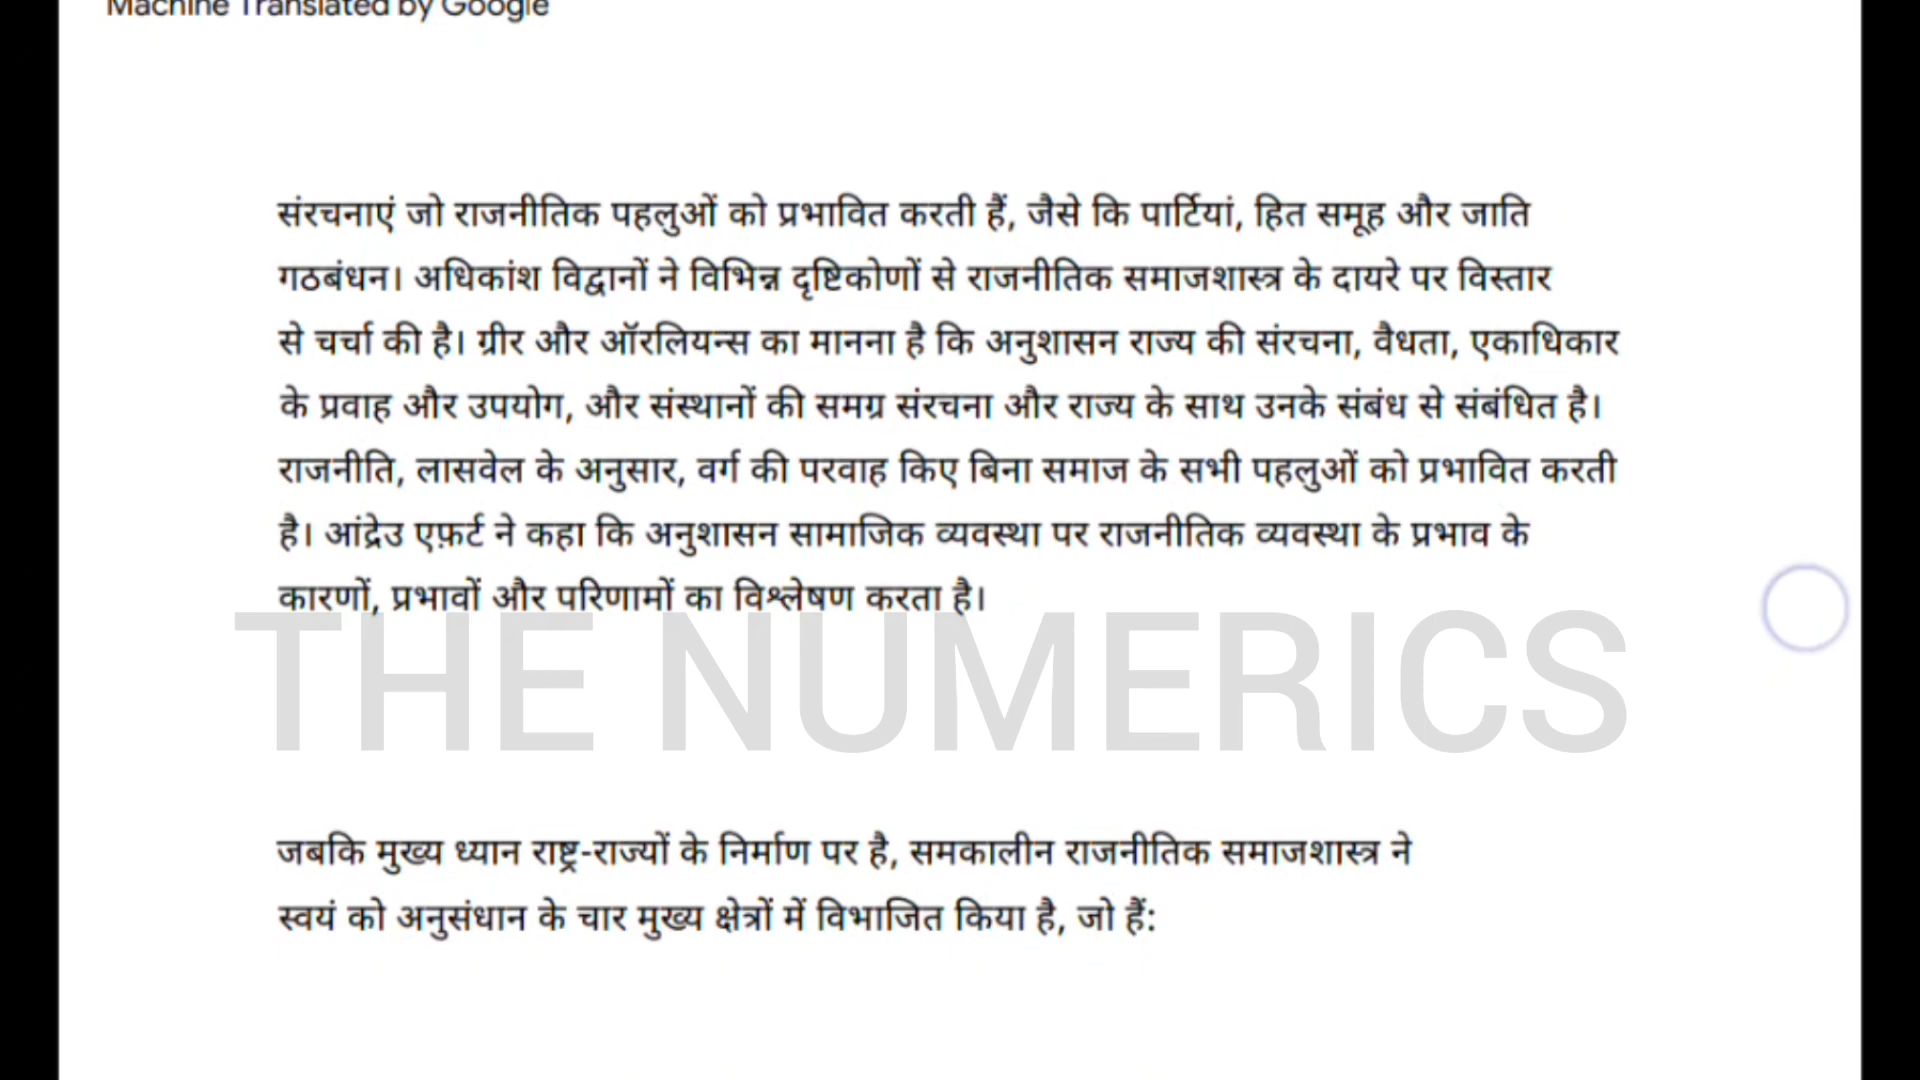 Machine Translated by Google
संरचनाएं जो राजनीतिक पहलुओं को प्रभावित करती हैं, जैसे कि पार्टियां, हित समूह और जाति
गठबंधन। अधिकांश विद्वानों ने विभिन्न दृष्टिकोणों से राजनीतिक समाजशास्त्र के दायरे पर विस्तार
से चर्चा की है। ग्रीर और ऑरलियन्स का मानना है कि अनुशासन राज्य की संरचना, वैधता, एकाधिकार
के प्रवाह और उपयोग, और संस्थानों की समग्र संरचना और राज्य के साथ उनके संबंध से संबंधित है।
राजनीति, लासवेल के अनुसार, वर्ग की परवाह किए बिना समाज के सभी पहलुओं को प्रभावित करती
है। आंद्रेउ एफ़र्ट ने कहा कि अनुशासन सामाजिक व्यवस्था पर राजनीतिक व्यवस्था के प्रभाव के
कारणों, प्रभावों और परिणामों का विश्लेषण करता है।
THE NUMERICS
जबकि मुख्य ध्यान राष्ट्र-राज्यों के निर्माण पर है, समकालीन राजनीतिक समाजशास्त्र ने
स्वयं को अनुसंधान के चार मुख्य क्षेत्रों में विभाजित किया है, जो हैं: